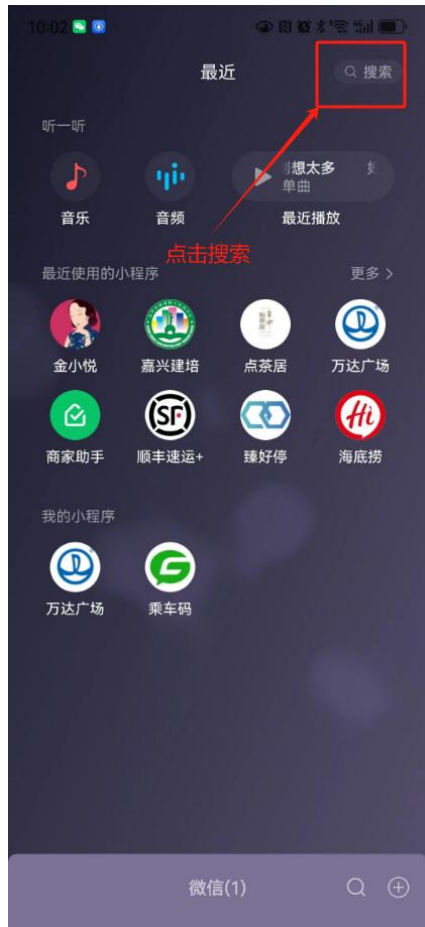 10:02
最近
搜索
听一听
想太多
单曲
音乐 音频 最近播放
点击搜索
最近使用的小程序 更多 >
金小悦 嘉兴建培 点茶居 万达广场
SF Hi
商家助手 顺丰速运+ 臻好停 海底捞
我的小程序
万达广场 乘车码
微信(1)